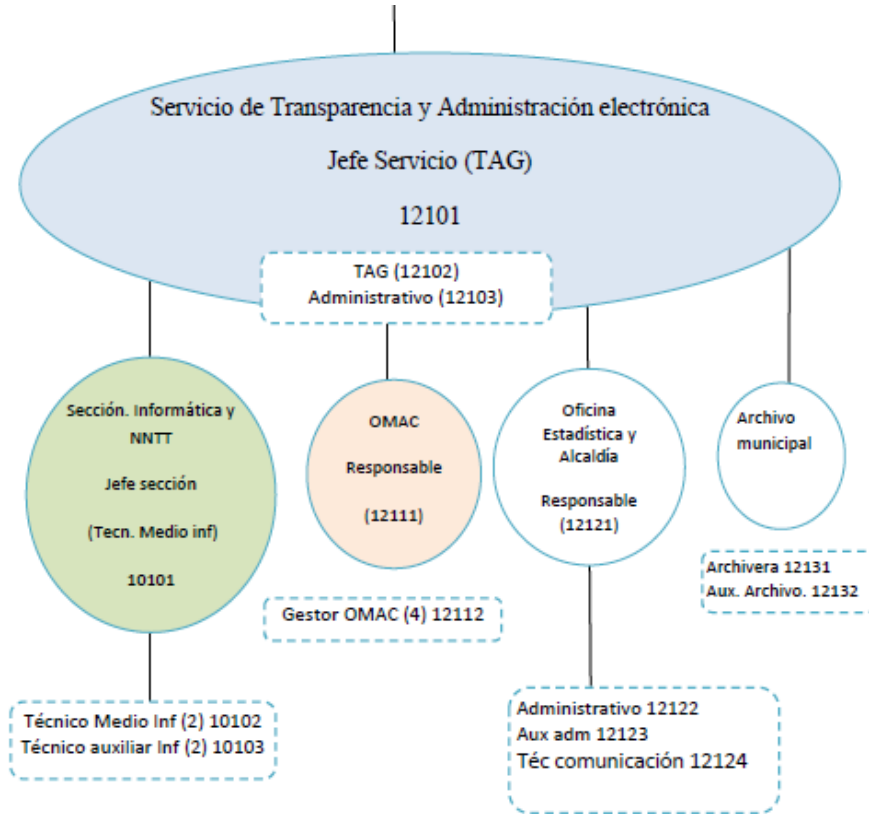 Servicio de Transparencia y Administración electrónica
Jefe Servicio (TAG)
12101
TAG (12102)
Administrativo (12103)
Sección. Informática y
NNTT
Jefe sección
(Tecn. Medio inf)
10101
OMAC
Responsable
(12111)
Oficina
Estadística y
Alcaldía
Responsable
(12121)
Archivo
municipal
Archivera 12131
Aux. Archivo. 12132
Gestor OMAC (4) 12112
Técnico Medio Inf (2) 10102
Técnico auxiliar Inf (2) 10103
Administrativo 12122
Aux adm 12123
Téc comunicación 12124